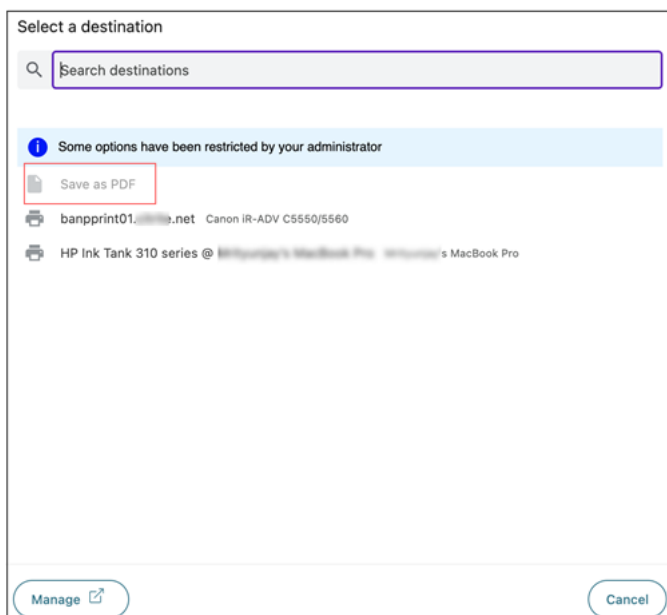 Select a destination
Search destinations
Some options have been restricted by your administrator
Save as PDF
banpprint01. .net Canon iR-ADV C5550/5560
HP Ink Tank 310 series @ 's MacBook Pro
Manage
Cancel